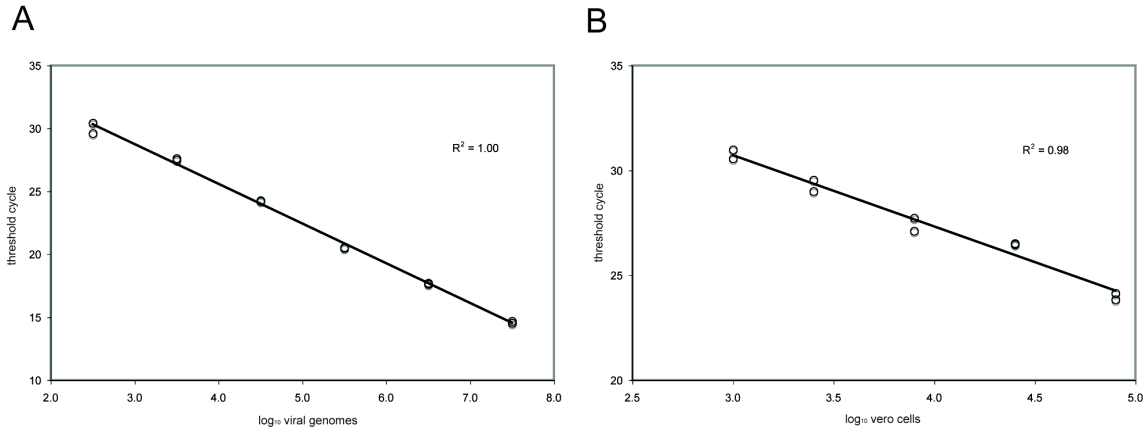 A
35
30
25
20
15
10
threshold cycle
R² = 1.00
2.0 3.0 4.0 5.0 6.0 7.0 8.0
log₁₀ viral genomes
B
35
30
25
20
threshold cycle
R² = 0.98
2.5 3.0 3.5 4.0 4.5 5.0
log₁₀ vero cells